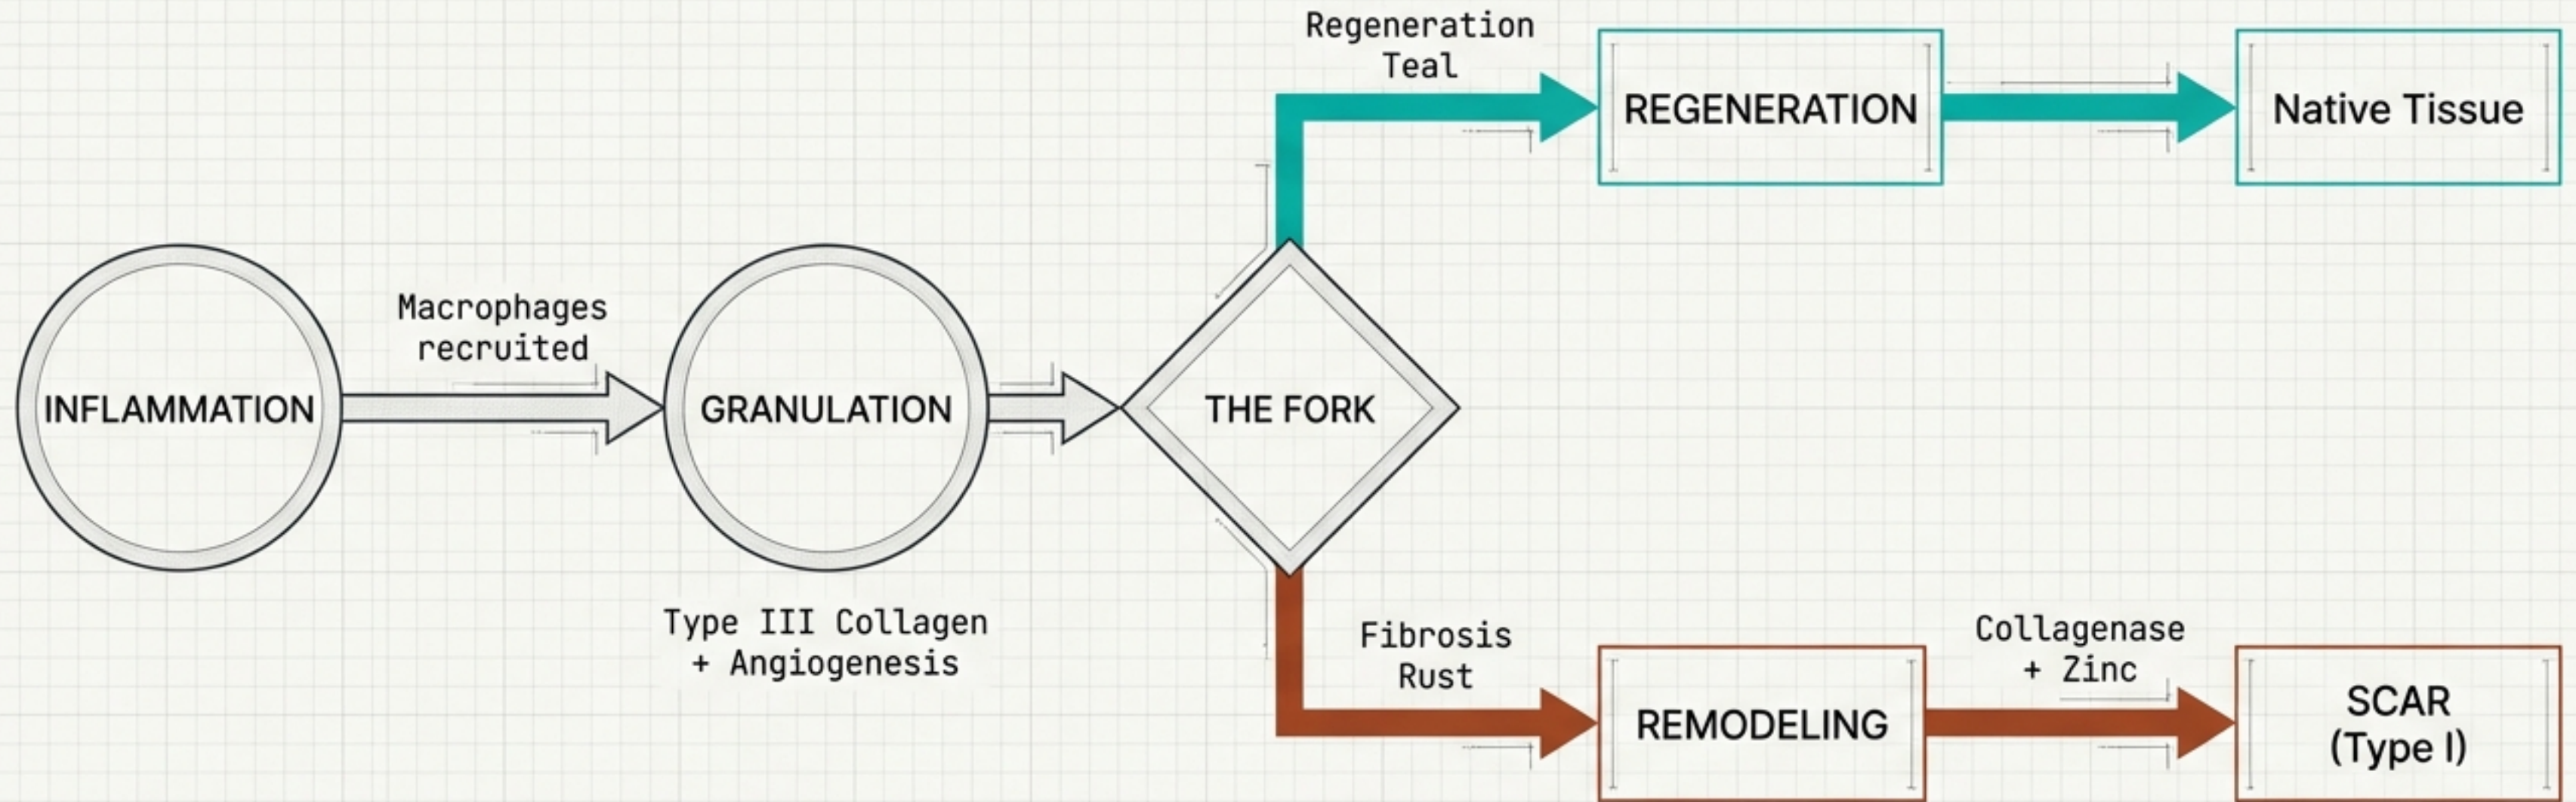 INFLAMMATION
Macrophages
recruited
GRANULATION
Type III Collagen
+ Angiogenesis
THE FORK
Regeneration
Teal
REGENERATION
Native Tissue
Fibrosis
Rust
REMODELING
Collagenase
+ Zinc
SCAR
(Type I)